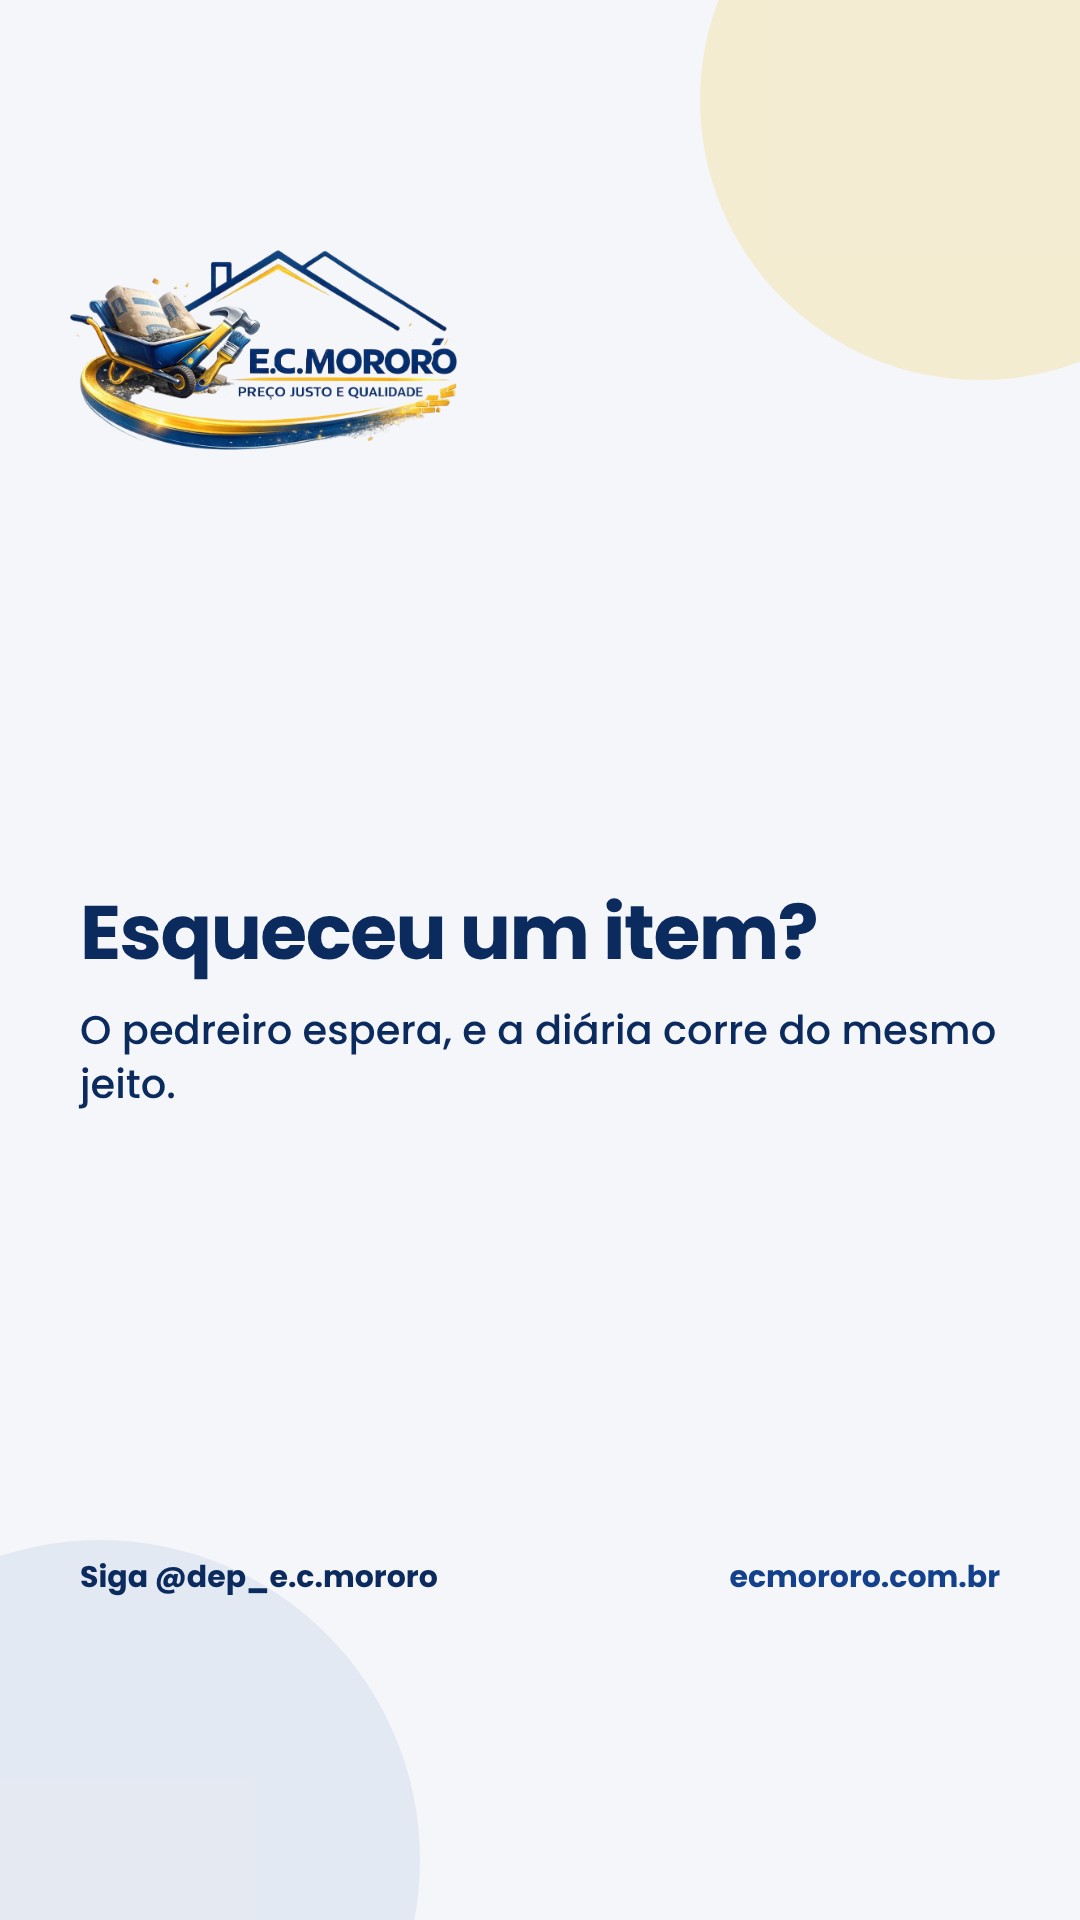 E.C.MORORÓ
PREÇO JUSTO E QUALIDADE
Esqueceu um item?
O pedreiro espera, e a diária corre do mesmo
jeito.
Siga @dep_e.c.mororo
ecmororo.com.br